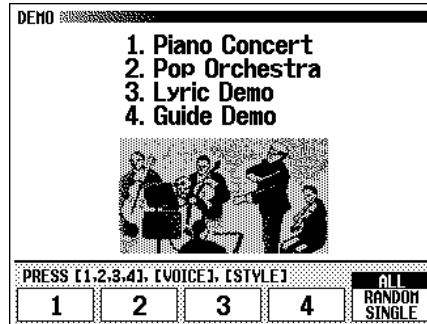 DEMO
1. Piano Concert
2. Pop Orchestra
3. Lyric Demo
4. Guide Demo
PRESS [1,2,3,4], [VOICE], [STYLE]
ALL
RANDOM
SINGLE
1 2 3 4